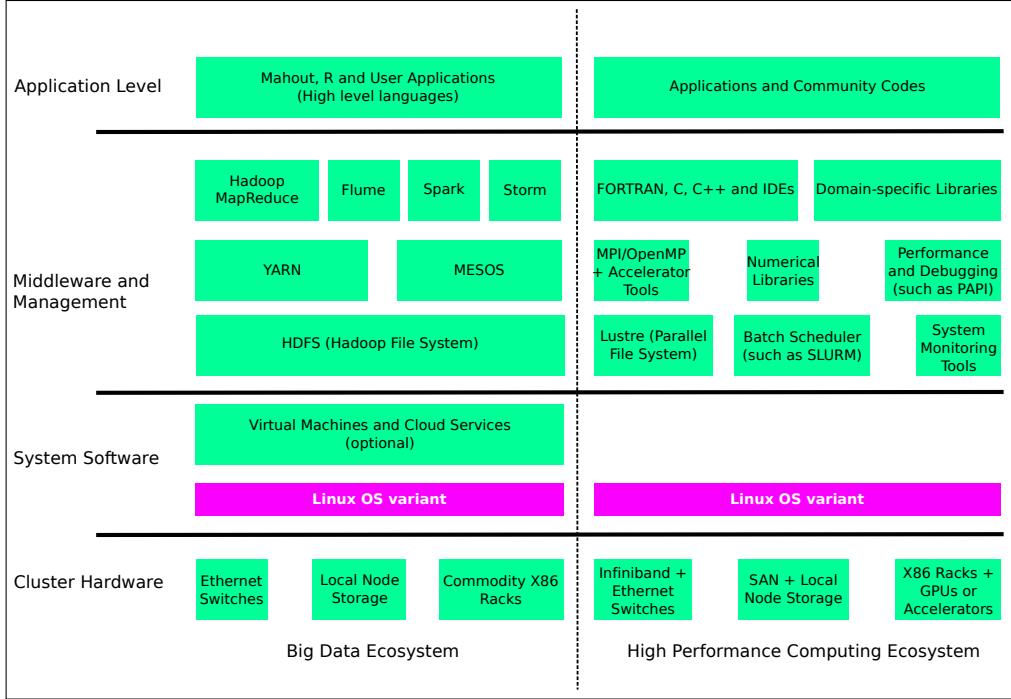 Application Level
Mahout, R and User Applications
(High level languages)
Applications and Community Codes
Middleware and
Management
Hadoop
MapReduce
Flume
Spark
Storm
FORTRAN, C, C++ and IDEs
Domain-specific Libraries
YARN
MESOS
MPI/OpenMP
+ Accelerator
Tools
Numerical
Libraries
Performance
and Debugging
(such as PAPI)
HDFS (Hadoop File System)
Lustre (Parallel
File System)
Batch Scheduler
(such as SLURM)
System
Monitoring
Tools
System Software
Virtual Machines and Cloud Services
(optional)
Linux OS variant
Linux OS variant
Cluster Hardware
Ethernet
Switches
Local Node
Storage
Commodity X86
Racks
Infiniband +
Ethernet
Switches
SAN + Local
Node Storage
X86 Racks +
GPUs or
Accelerators
Big Data Ecosystem
High Performance Computing Ecosystem